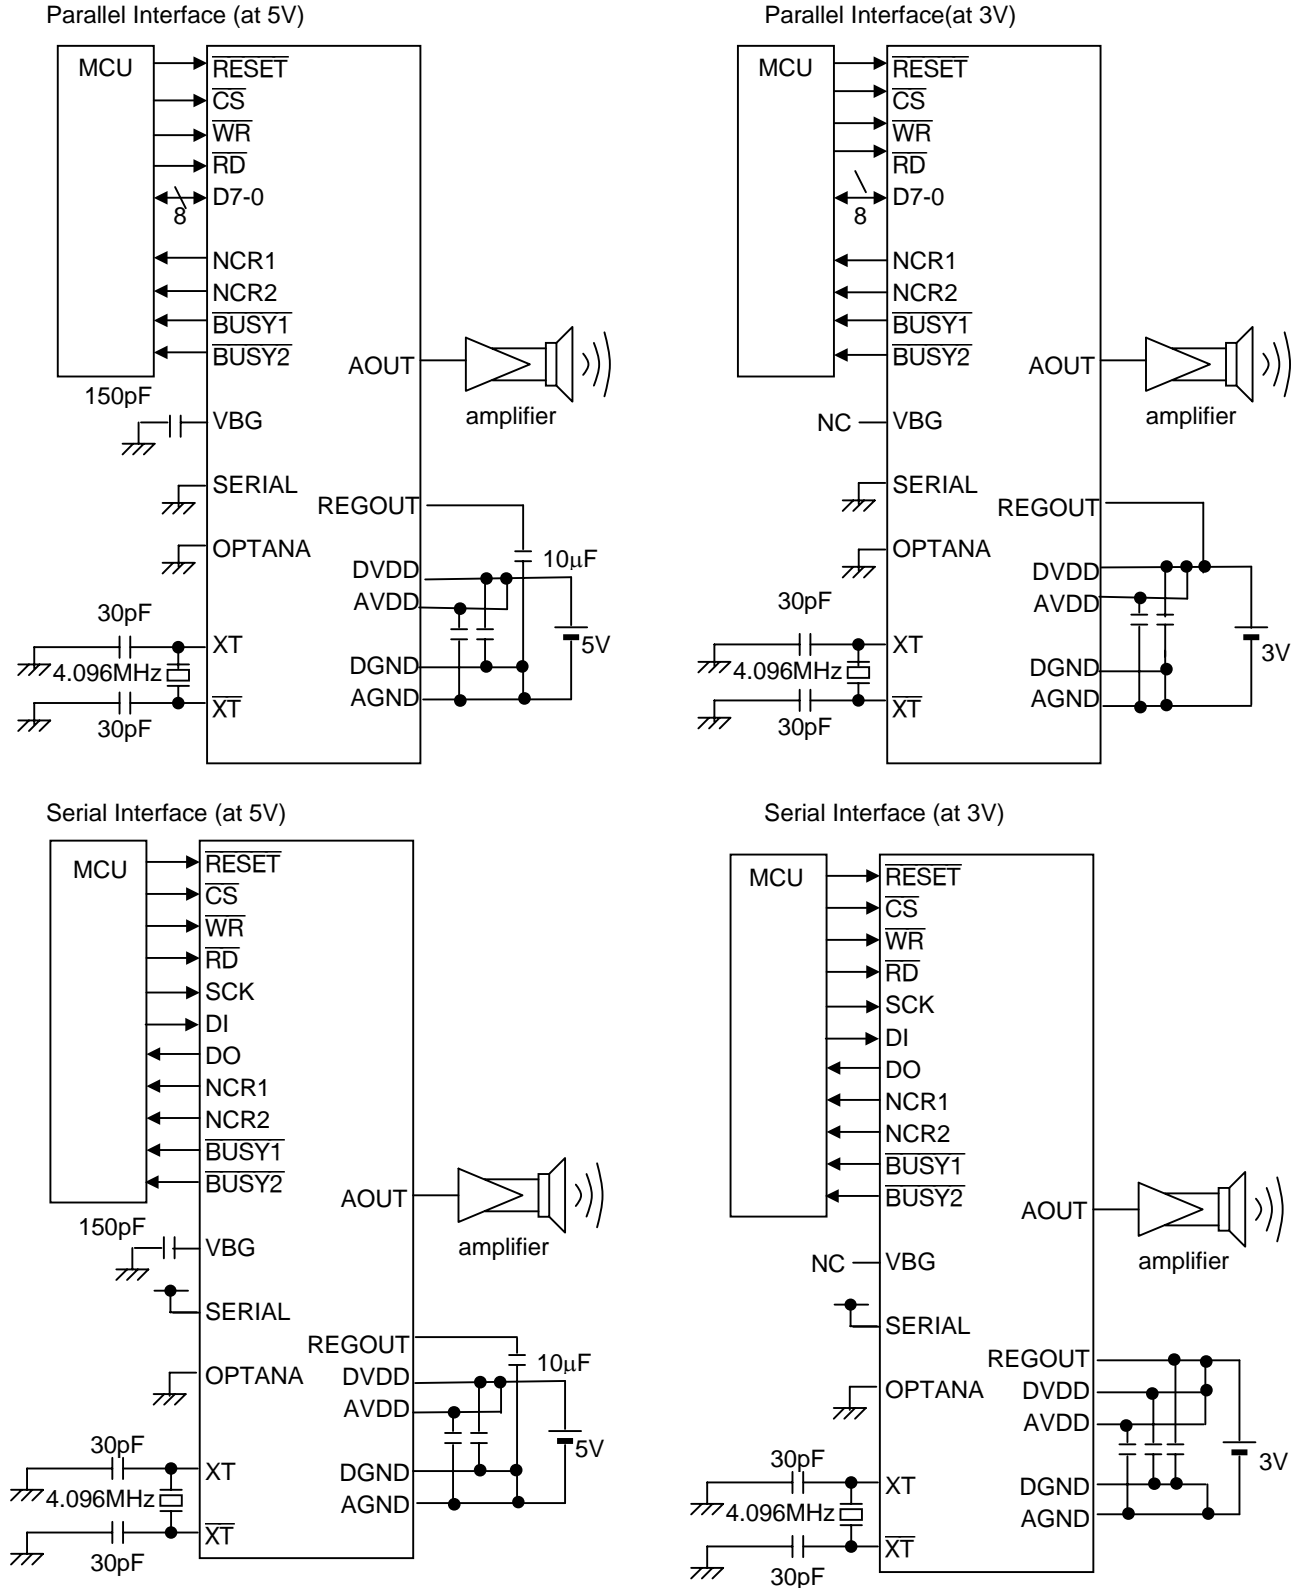 Parallel Interface (at 5V)
MCU
RESET
CS
WR
RD
D7-0
8
NCR1
NCR2
BUSY1
BUSY2
AOUT
amplifier
150pF
VBG
SERIAL
REGOUT
OPTANA
10µF
DVDD
AVDD
30pF
XT
5V
4.096MHz
DGND
AGND
XT
30pF
Parallel Interface(at 3V)
MCU
RESET
CS
WR
RD
D7-0
8
NCR1
NCR2
BUSY1
BUSY2
AOUT
amplifier
NC
VBG
SERIAL
REGOUT
OPTANA
DVDD
AVDD
30pF
XT
3V
4.096MHz
DGND
AGND
XT
30pF
Serial Interface (at 5V)
MCU
RESET
CS
WR
RD
SCK
DI
DO
NCR1
NCR2
BUSY1
BUSY2
AOUT
amplifier
150pF
VBG
SERIAL
REGOUT
10µF
OPTANA
DVDD
AVDD
30pF
XT
5V
4.096MHz
DGND
AGND
XT
30pF
Serial Interface (at 3V)
MCU
RESET
CS
WR
RD
SCK
DI
DO
NCR1
NCR2
BUSY1
BUSY2
AOUT
amplifier
NC
VBG
SERIAL
REGOUT
OPTANA
DVDD
AVDD
30pF
XT
3V
4.096MHz
DGND
AGND
XT
30pF